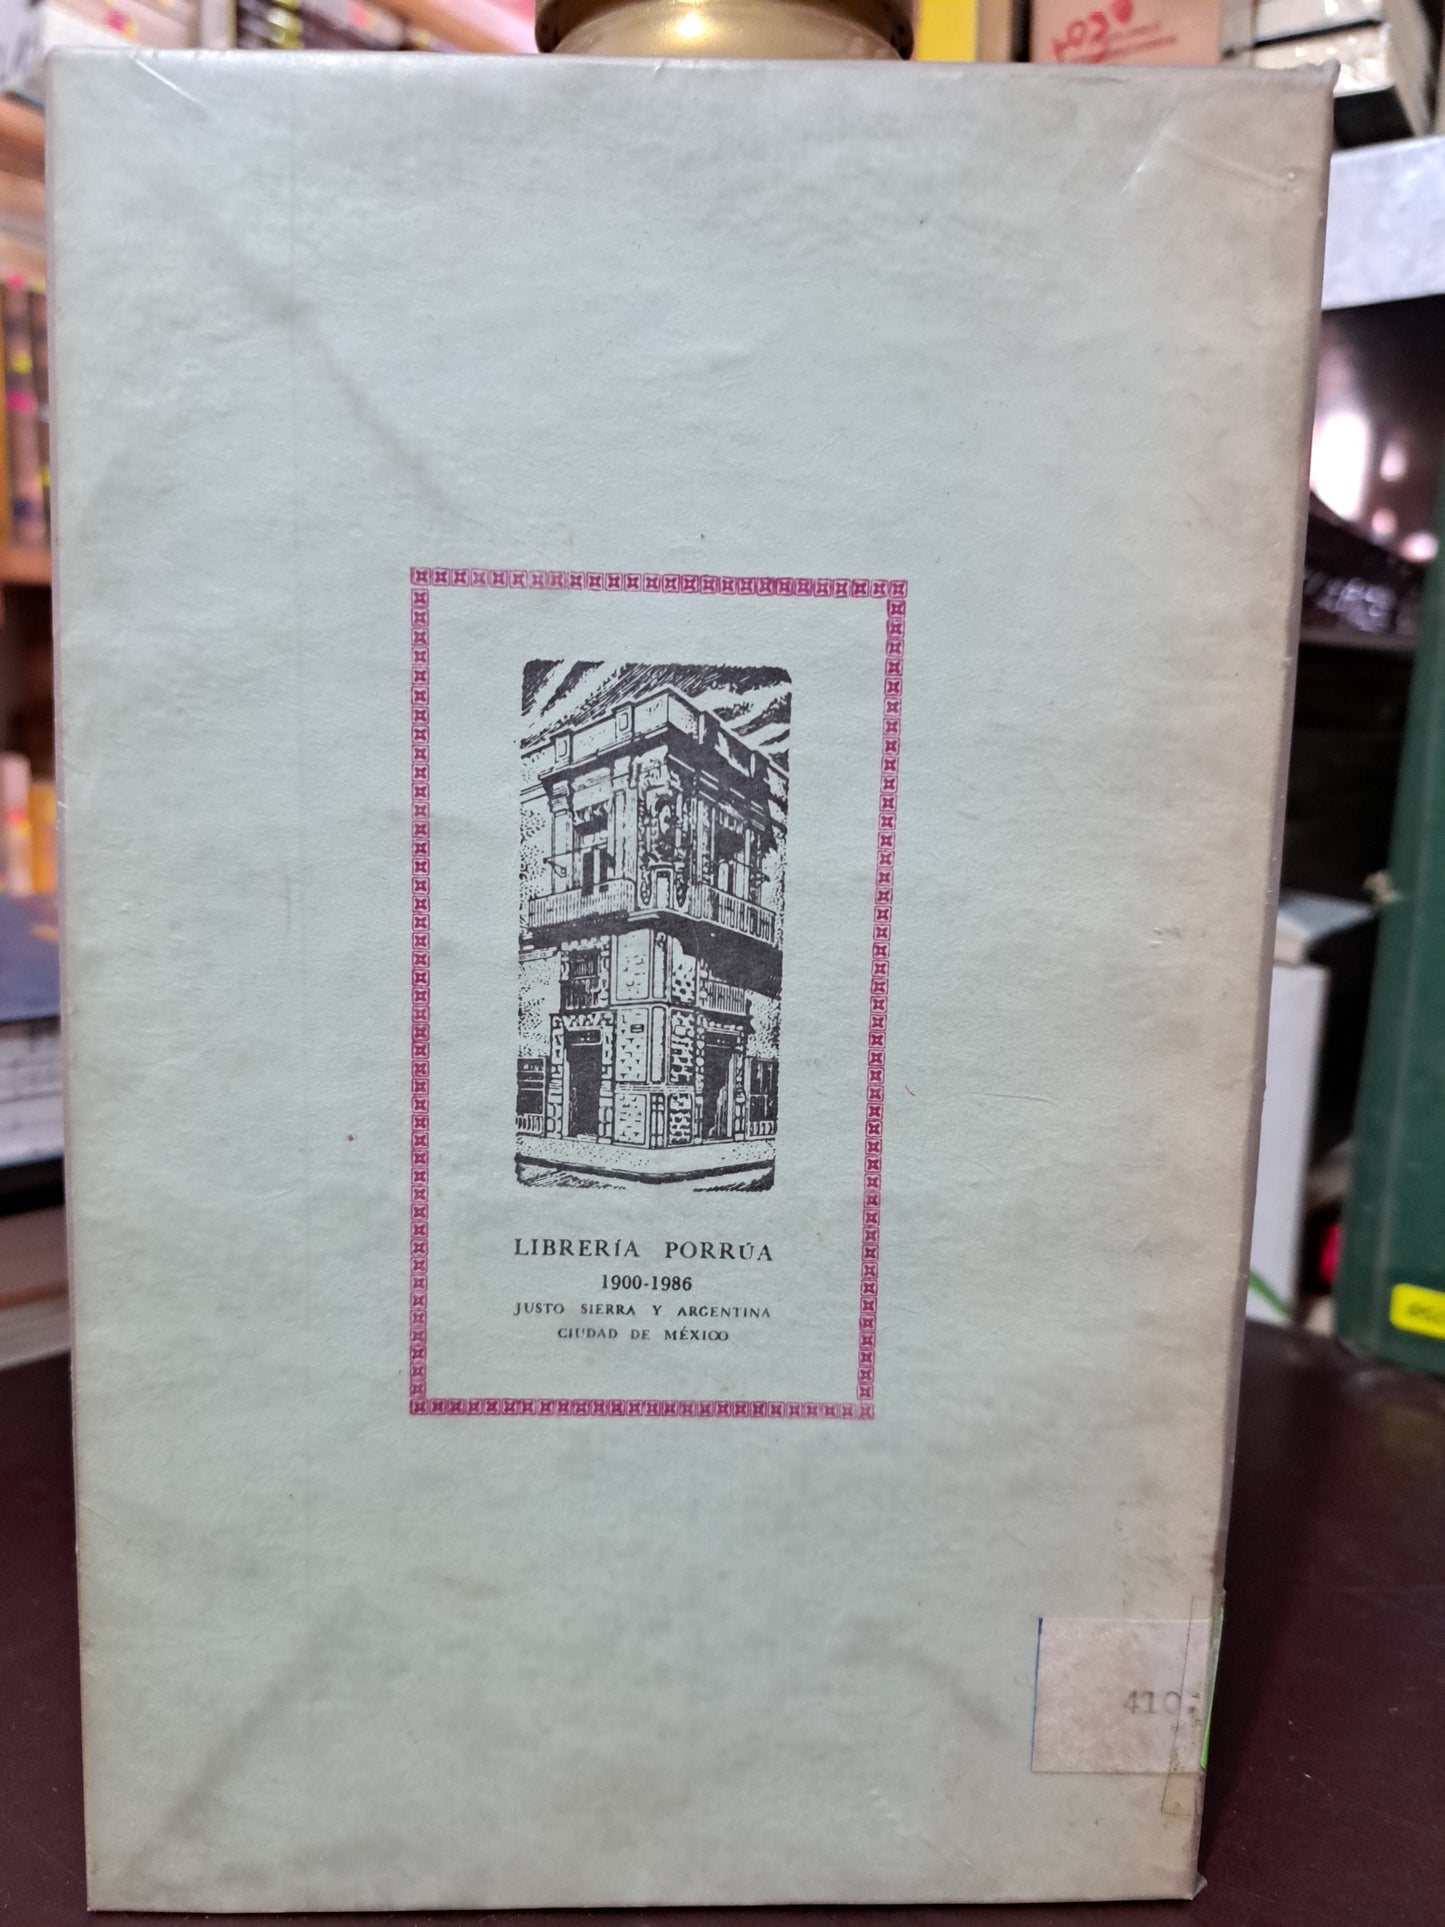 LIBRERÍA PORRÚA
1900-1986
JUSTO SIERRA Y ARGENTINA
CIUDAD DE MÉXICO